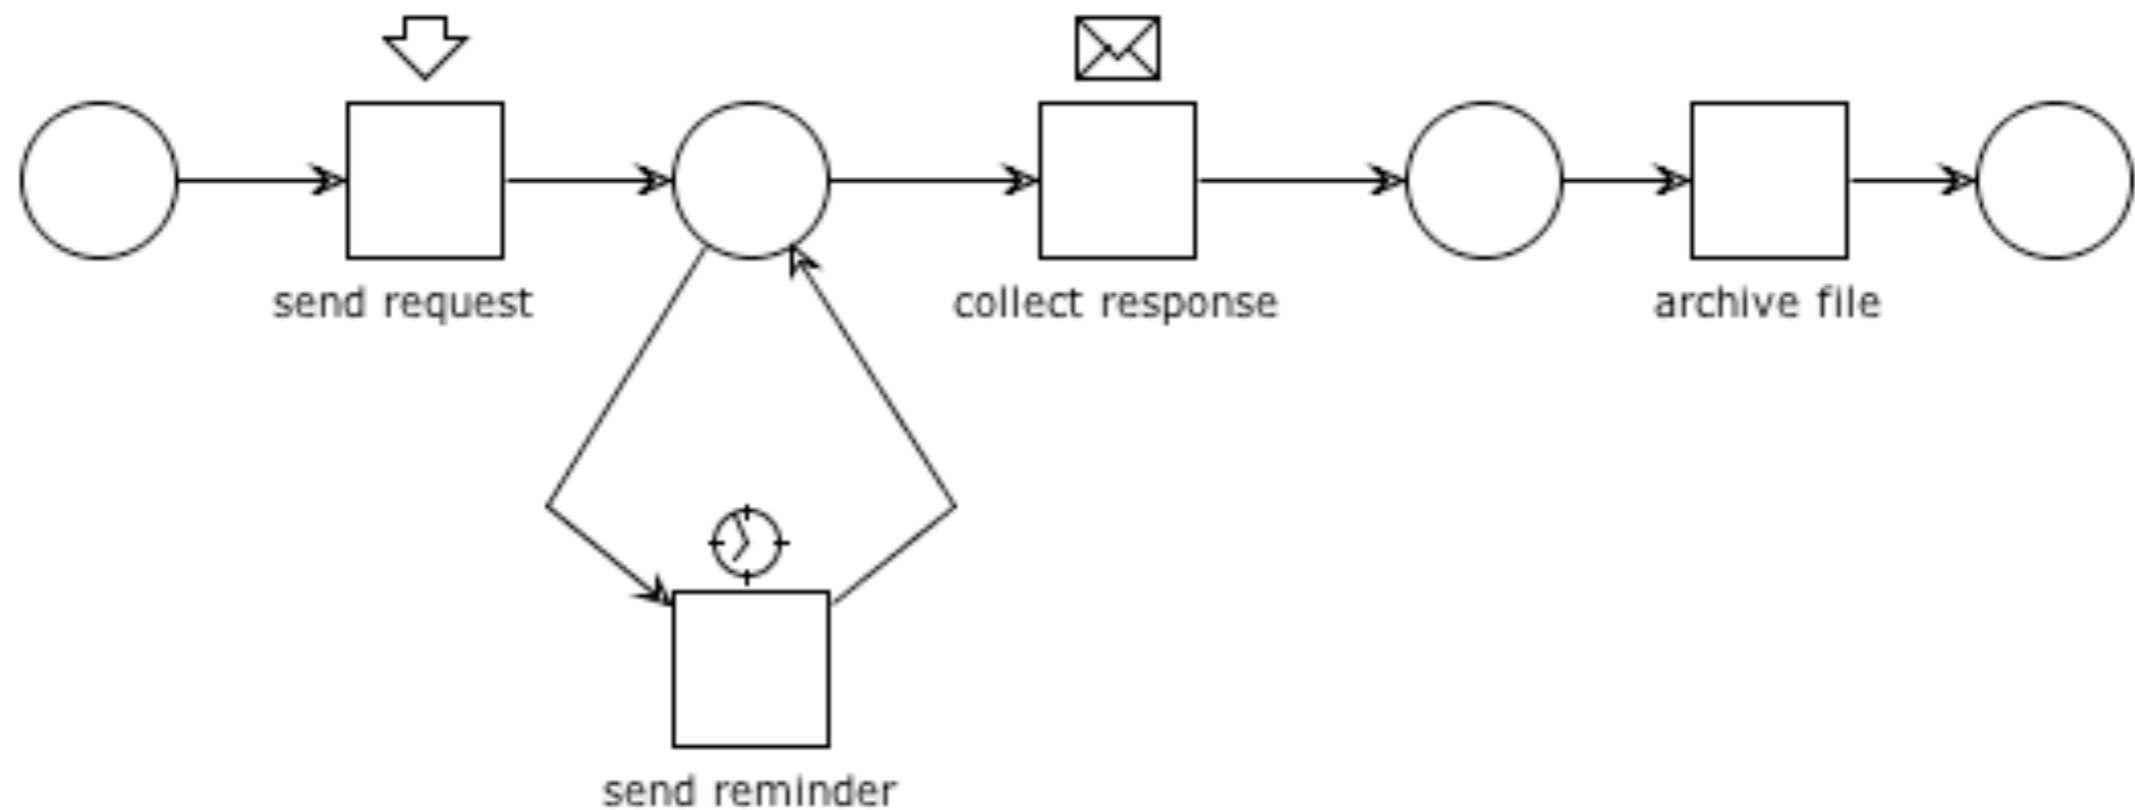 send request
collect response
archive file
send reminder